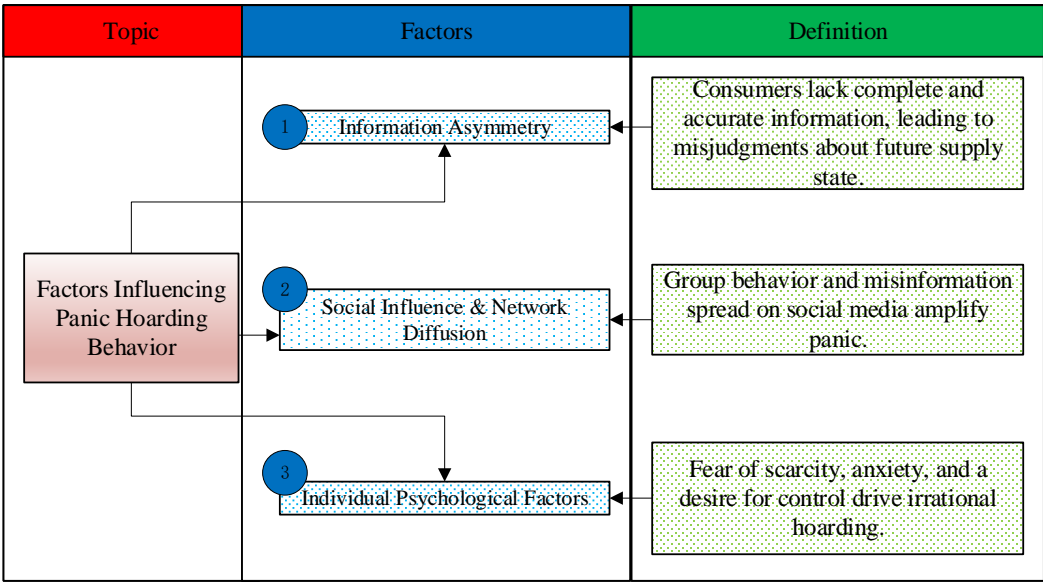 Topic
Factors
Definition
Factors Influencing
Panic Hoarding
Behavior
1
Information Asymmetry
Consumers lack complete and
accurate information, leading to
misjudgments about future supply
state.
2
Social Influence & Network
Diffusion
Group behavior and misinformation
spread on social media amplify
panic.
3
Individual Psychological Factors
Fear of scarcity, anxiety, and a
desire for control drive irrational
hoarding.